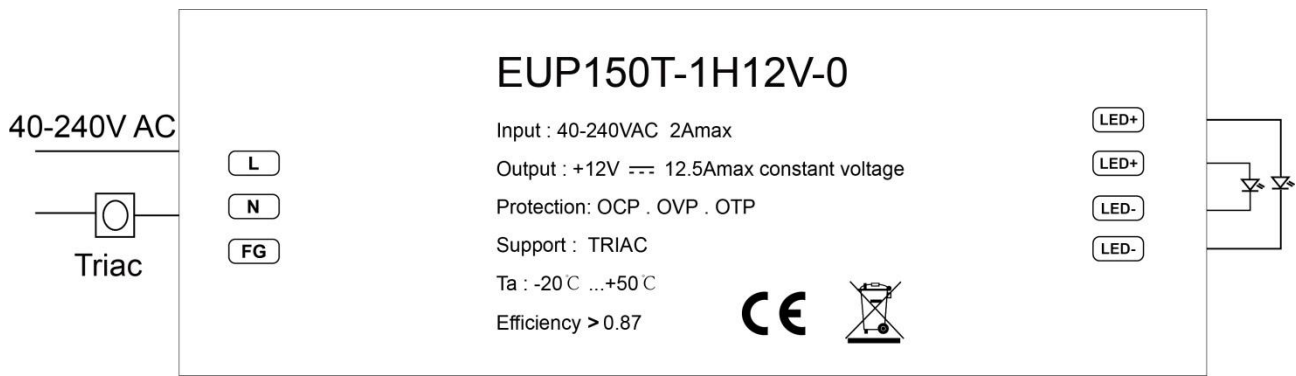 EUP150T-1H12V-0
40-240V AC
Input : 40-240VAC 2Amax
Output : +12V ⎓ 12.5Amax constant voltage
Protection: OCP . OVP . OTP
Support : TRIAC
Ta : -20℃ ...+50℃
Efficiency > 0.87
L
N
FG
Triac
LED+
LED+
LED-
LED-
CE